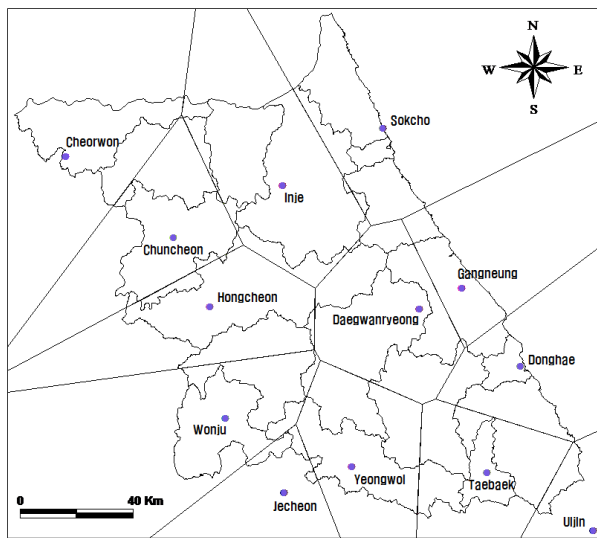 N
W E
S
Sokcho
Cheorwon
Inje
Chuncheon
Gangneung
Hongcheon
Daegwanryeong
Donghae
Wonju
Yeongwol
Taebaek
Jecheon
0 40 Km
Uljin